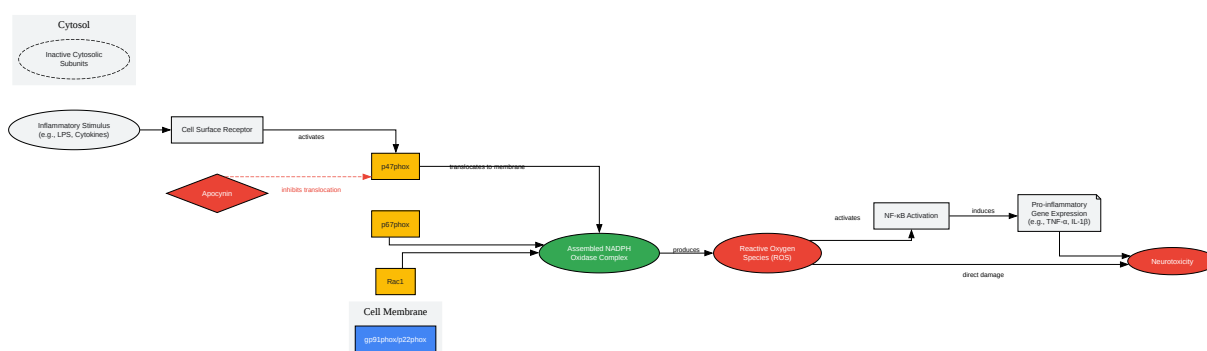 Cytosol
Inactive Cytosolic
Subunits
Inflammatory Stimulus
(e.g., LPS, Cytokines)
Cell Surface Receptor
activates
p47phox
translocates to membrane
Apocynin
inhibits translocation
p67phox
Rac1
Cell Membrane
gp91phox/p22phox
Assembled NADPH
Oxidase Complex
produces
Reactive Oxygen
Species (ROS)
activates
NF-κB Activation
induces
Pro-inflammatory
Gene Expression
(e.g., TNF-α, IL-1β)
direct damage
Neurotoxicity